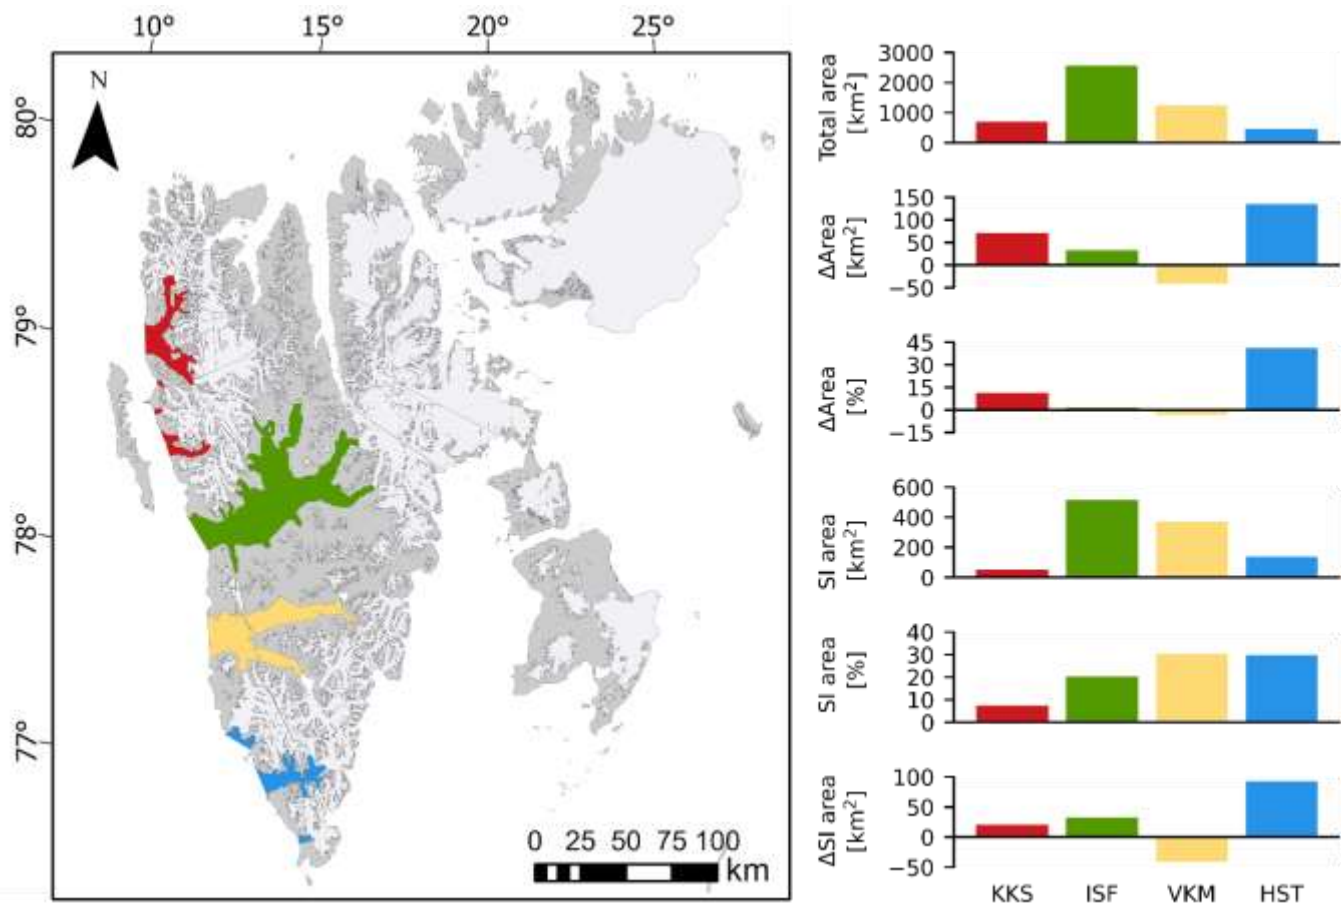 10° 15° 20° 25°
N
80°
79°
78°
77°
0 25 50 75 100
km
Total area
[km²]
3000
2000
1000
0
ΔArea
[km²]
150
100
50
0
−50
ΔArea
[%]
45
30
15
0
−15
SI area
[km²]
600
400
200
0
SI area
[%]
40
30
20
10
0
ΔSI area
[km²]
100
50
0
−50
KKS ISF VKM HST